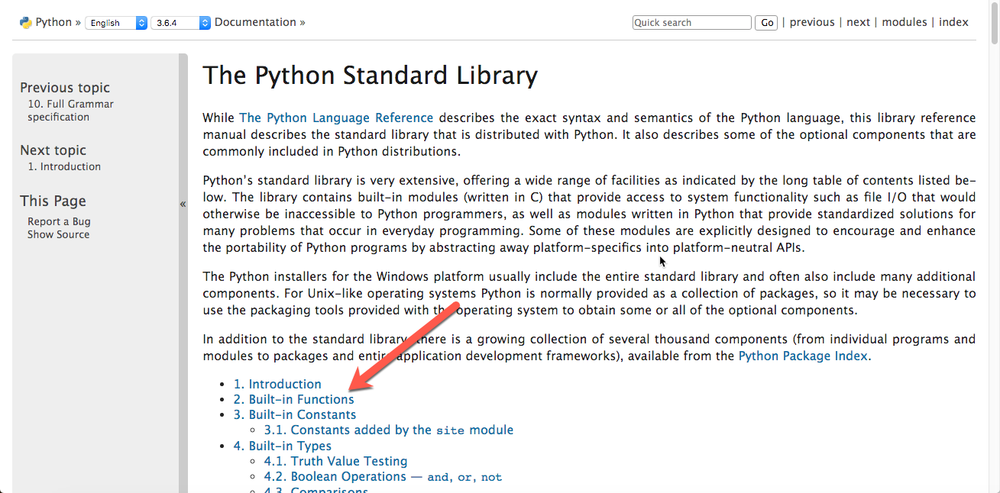 Python » English 3.6.4 Documentation » Quick search Go | previous | next | modules | index
Previous topic
10. Full Grammar
specification
Next topic
1. Introduction
This Page
Report a Bug
Show Source
«
The Python Standard Library
While The Python Language Reference describes the exact syntax and semantics of the Python language, this library reference
manual describes the standard library that is distributed with Python. It also describes some of the optional components that are
commonly included in Python distributions.
Python's standard library is very extensive, offering a wide range of facilities as indicated by the long table of contents listed be-
low. The library contains built-in modules (written in C) that provide access to system functionality such as file I/O that would
otherwise be inaccessible to Python programmers, as well as modules written in Python that provide standardized solutions for
many problems that occur in everyday programming. Some of these modules are explicitly designed to encourage and enhance
the portability of Python programs by abstracting away platform-specifics into platform-neutral APIs.
The Python installers for the Windows platform usually include the entire standard library and often also include many additional
components. For Unix-like operating systems Python is normally provided as a collection of packages, so it may be necessary to
use the packaging tools provided with the operating system to obtain some or all of the optional components.
In addition to the standard library, there is a growing collection of several thousand components (from individual programs and
modules to packages and entire application development frameworks), available from the Python Package Index.
• 1. Introduction
• 2. Built-in Functions
• 3. Built-in Constants
◦ 3.1. Constants added by the site module
• 4. Built-in Types
◦ 4.1. Truth Value Testing
◦ 4.2. Boolean Operations — and, or, not
◦ 4.3. Comparisons